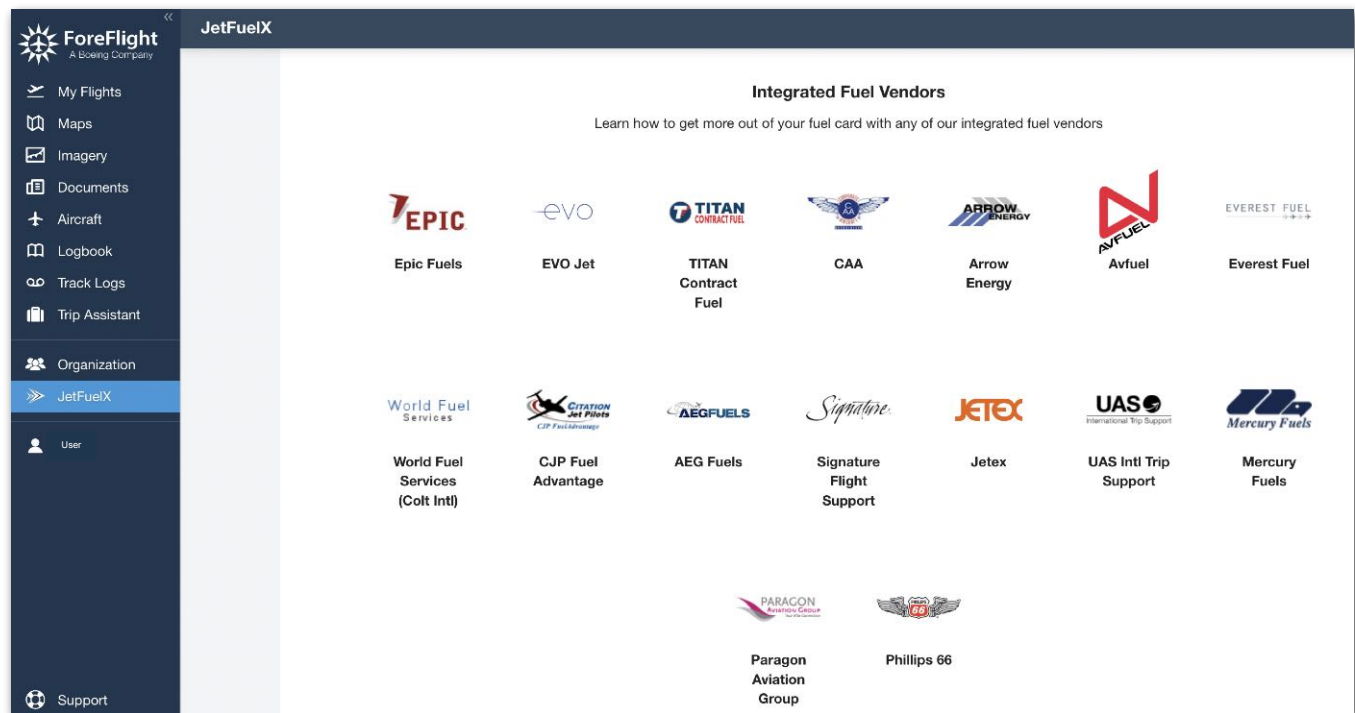 «
ForeFlight
A Boeing Company
My Flights
Maps
Imagery
Documents
Aircraft
Logbook
Track Logs
Trip Assistant
Organization
JetFuelX
User
Support
JetFuelX
Integrated Fuel Vendors
Learn how to get more out of your fuel card with any of our integrated fuel vendors
EPIC
Epic Fuels
evo
EVO Jet
TITAN
CONTRACT FUEL
TITAN
Contract
Fuel
CAA
CAA
ARROW
ENERGY
Arrow
Energy
AVFUEL
Avfuel
EVEREST FUEL
Everest Fuel
World Fuel
Services
World Fuel
Services
(Colt Intl)
CITATION
Jet Pilots
CJP FuelAdvantage
CJP Fuel
Advantage
AEGFUELS
AEG Fuels
Signature
Signature
Flight
Support
JETEX
Jetex
UAS
International Trip Support
UAS Intl Trip
Support
Mercury Fuels
Mercury
Fuels
PARAGON
AVIATION GROUP
Paragon
Aviation
Group
PHILLIPS
66
Phillips 66